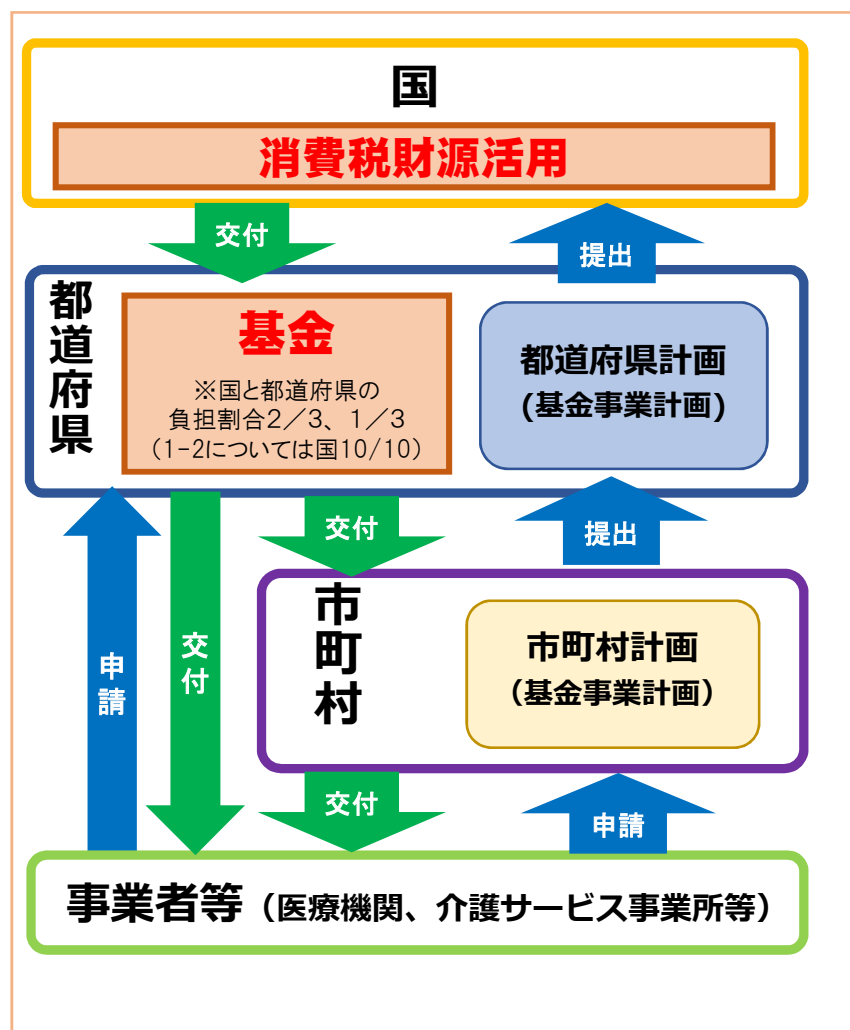 国
消費税財源活用
交付
提出
都道府県
基金
※国と都道府県の
負担割合2／3、1／3
（1-2については国10/10）
都道府県計画
(基金事業計画)
交付
提出
申請
交付
市町村
市町村計画
（基金事業計画）
交付
申請
事業者等（医療機関、介護サービス事業所等）